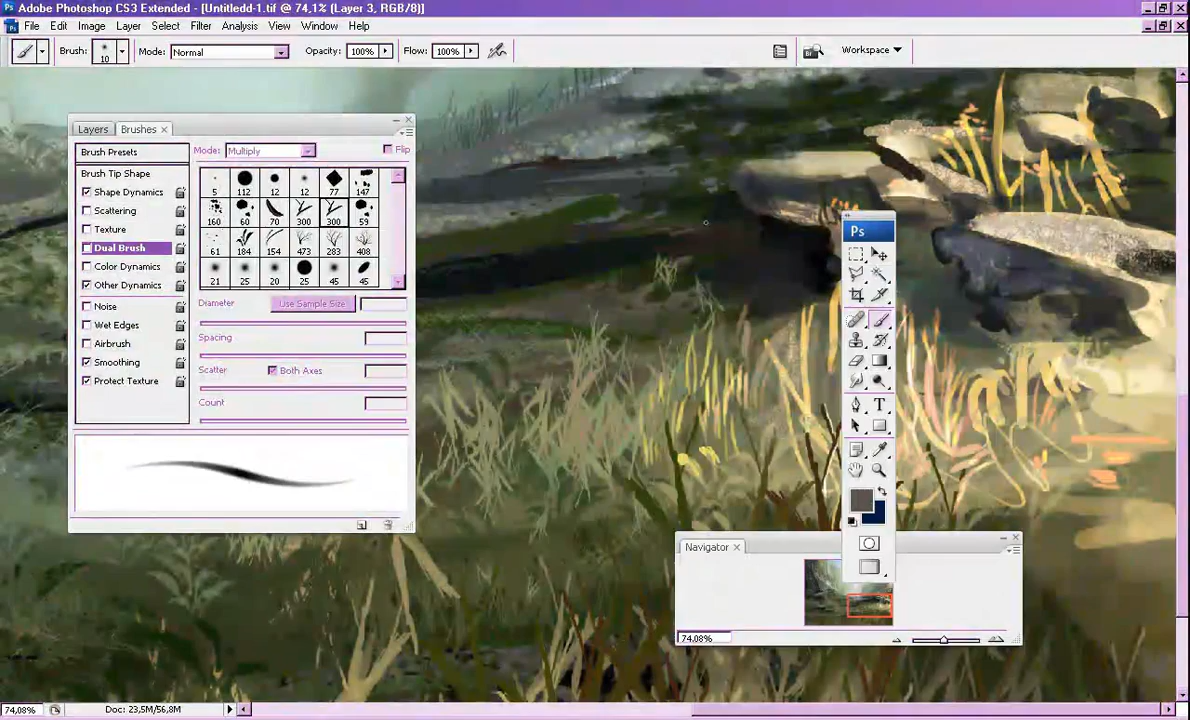 Adobe Photoshop CS3 Extended - [Untitledd-1.tif @ 74,1% (Layer 3, RGB/8)]
File Edit Image Layer Select Filter Analysis View Window Help
Brush: 10 Mode: Normal Opacity: 100% Flow: 100% Workspace
Layers Brushes
Brush Presets Mode: Multiply Flip
Brush Tip Shape
5 112 12 12 77 147
Shape Dynamics
Scattering
160 60 70 300 300 59
Texture
Dual Brush
61 184 154 473 283 408
Color Dynamics
Other Dynamics
21 25 20 25 45 45
Noise
Diameter Use Sample Size
Wet Edges
Spacing
Airbrush
Smoothing
Scatter Both Axes
Protect Texture
Count
Ps
T
Navigator
74,08%
74,08% Doc: 23,5M/56,8M